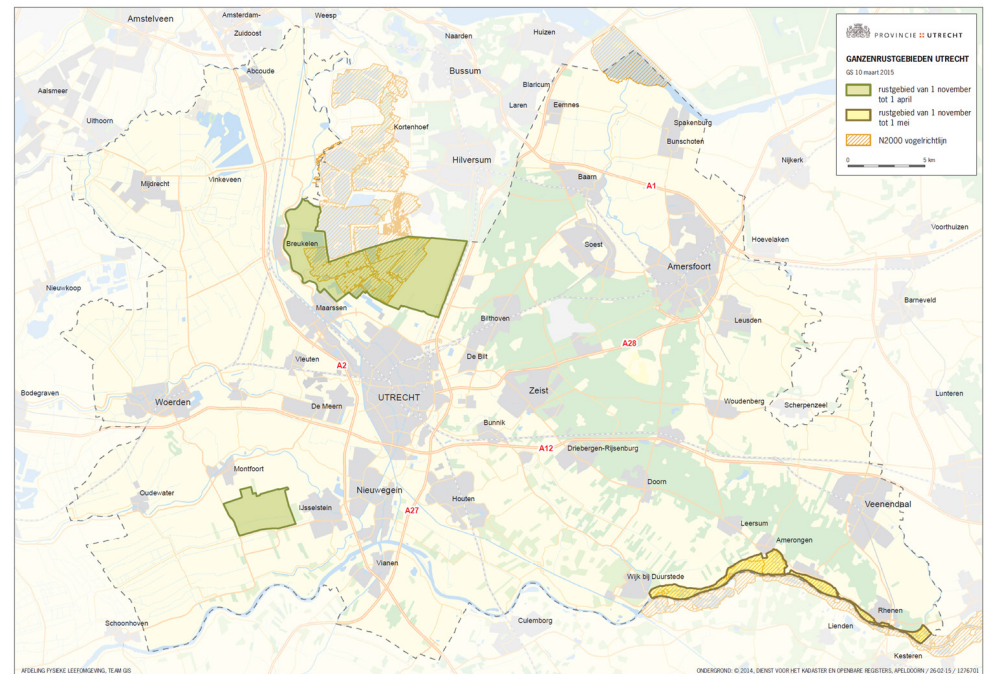 PROVINCIE :: UTRECHT
GANZENRUSTGEBIEDEN UTRECHT
GS 10 maart 2015
rustgebied van 1 november
tot 1 april
rustgebied van 1 november
tot 1 mei
N2000 vogelrichtlijn
0 5 km
Amstelveen
Amsterdam-
Zuidoost
Weesp
Naarden
Huizen
Abcoude
Bussum
Blaricum
Aalsmeer
Laren
Eemnes
Uithoorn
Kortenhoef
Spakenburg
Bunschoten
Hilversum
Nijkerk
Mijdrecht
Vinkeveen
Baarn
A1
Voorthuizen
Breukelen
Soest
Hoevelaken
Amersfoort
Nieuwkoop
Barneveld
Maarssen
Bilthoven
Leusden
A28
Vleuten
A2
De Bilt
Bodegraven
Zeist
Lunteren
UTRECHT
Woerden
De Meern
Woudenberg
Scherpenzeel
Bunnik
A12
Driebergen-Rijsenburg
Montfoort
Doorn
Oudewater
Nieuwegein
Houten
Veenendaal
IJsselstein
A27
Leersum
Amerongen
Vianen
Wijk bij Duurstede
Rhenen
Schoonhoven
Culemborg
Lienden
Kesteren
AFDELING FYSIEKE LEEFOMGEVING, TEAM GIS
ONDERGROND: © 2014, DIENST VOOR HET KADASTER EN OPENBARE REGISTERS, APELDOORN / 26-02-15 / 1276701